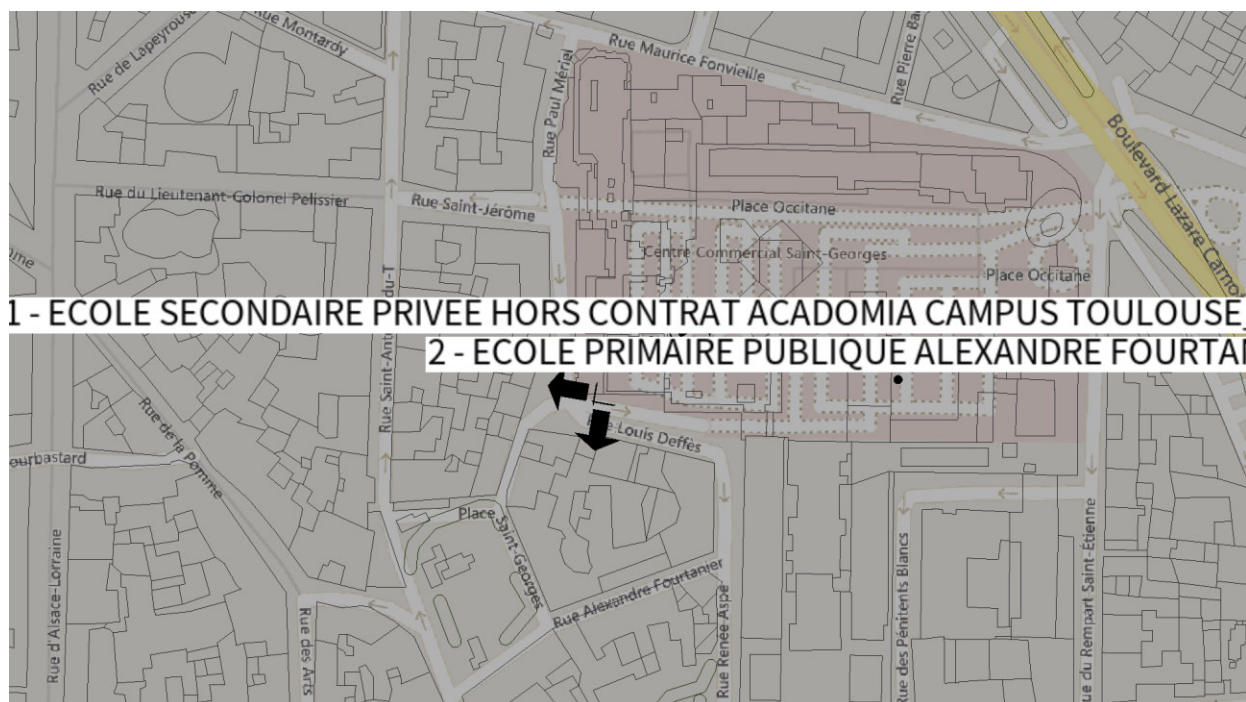 Rue de Lapeyrouse
Rue Montardy
Rue Paul Mériel
Rue Maurice Fonvieille
Rue Pierre
Boulevard Lazare Carno
Rue du Lieutenant-Colonel Pelissier
Rue Saint-Jérôme
Place Occitane
Centre Commercial Saint-Georges
Place Occitane
1 - ECOLE SECONDAIRE PRIVEE HORS CONTRAT ACADOMIA CAMPUS TOULOUSE
2 - ECOLE PRIMAIRE PUBLIQUE ALEXANDRE FOURTA
Rue Saint-Ant
du-T
Rue de la Pomme
Louis Deffès
ourbastard
Place Saint-Georges
Rue Alexandre Fourtanier
Rue d'Alsace-Lorraine
Rue des Arts
Rue Renée Aspe
Rue des Pénitents Blancs
Rue du Rempart Saint-Étienne